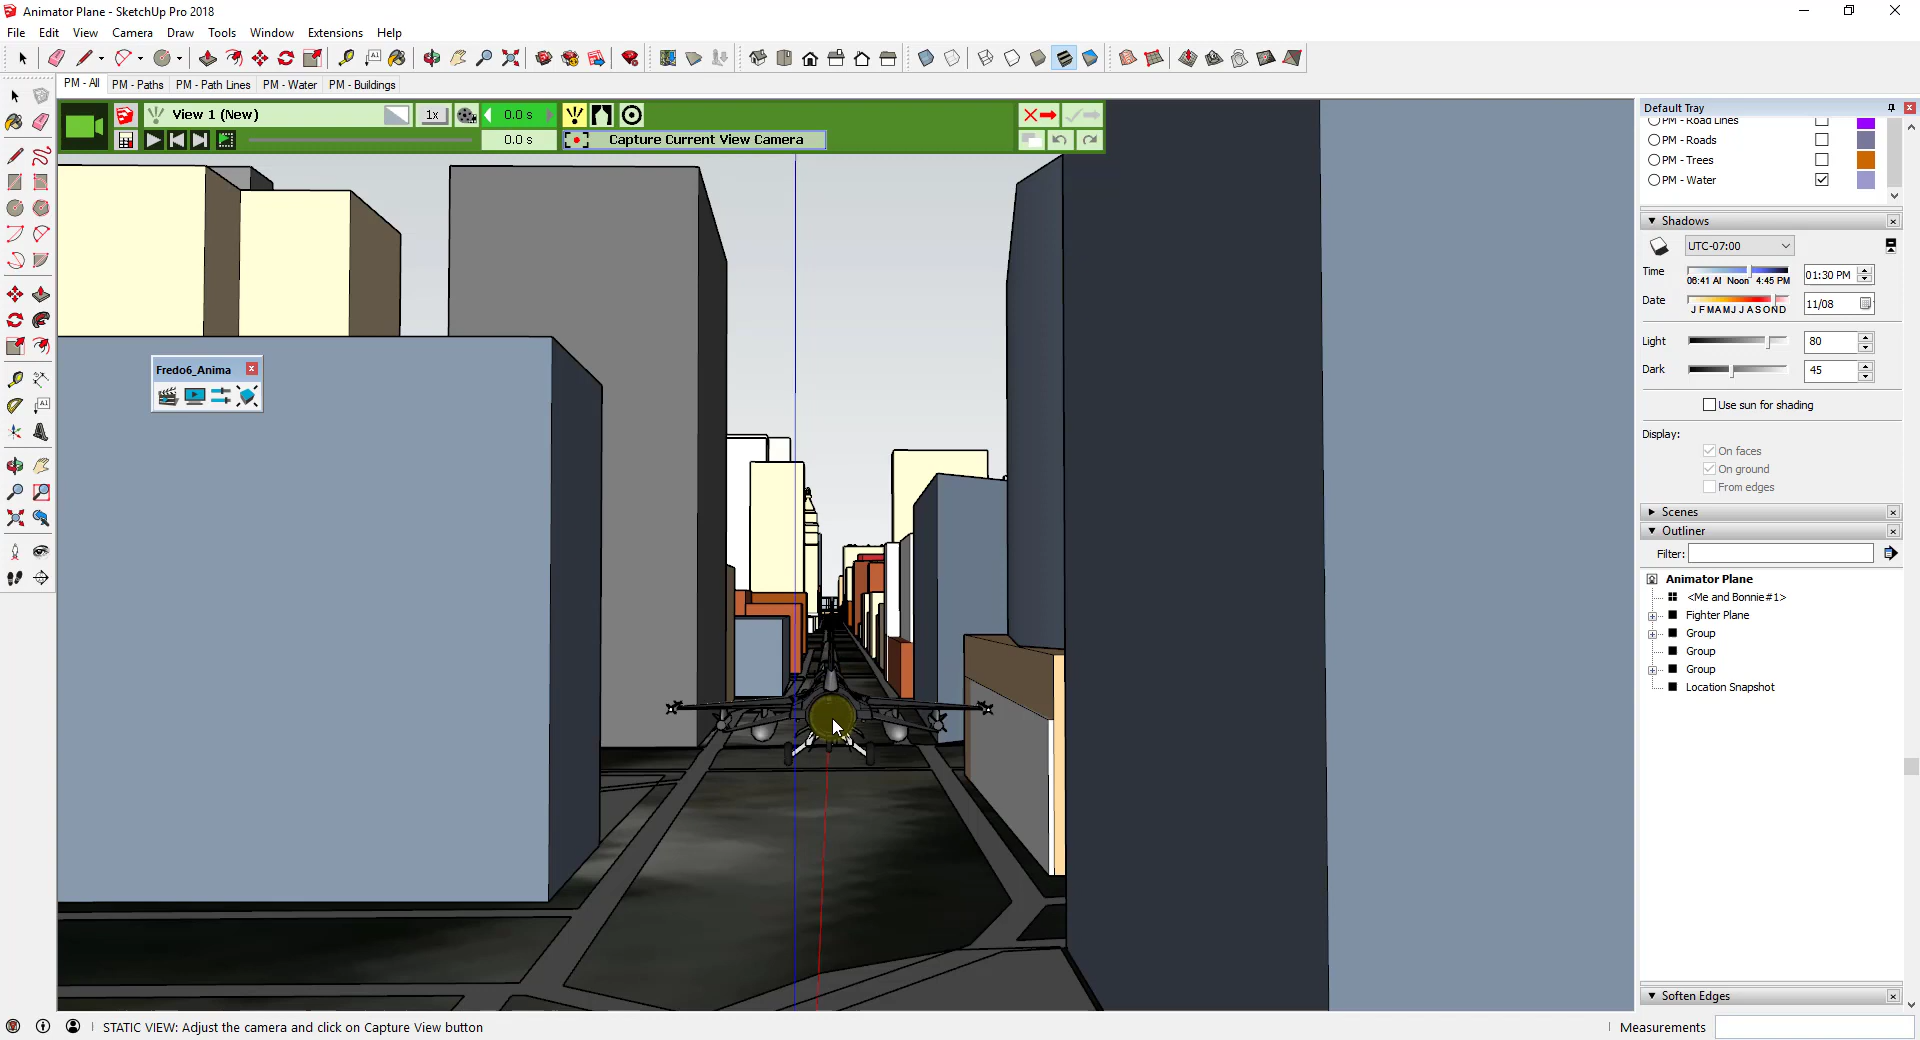 Animator Plane - SketchUp Pro 2018
File Edit View Camera Draw Tools Window Extensions Help
PM - All PM - Paths PM - Path Lines PM - Water PM - Buildings
View 1 (New) 1x 0.0 s
0.0 s Capture Current View Camera
Fredo6_Anima
Default Tray
PM - Road Lines
PM - Roads
PM - Trees
PM - Water
Shadows
UTC-07:00
Time 01:30 PM
06:41 AI Noon 4:45 PM
Date 11/08
J F M A M J J A S O N D
Light 80
Dark 45
Use sun for shading
Display:
On faces
On ground
From edges
Scenes
Outliner
Filter:
Animator Plane
<Me and Bonnie#1>
Fighter Plane
Group
Group
Group
Location Snapshot
Soften Edges
STATIC VIEW: Adjust the camera and click on Capture View button
Measurements